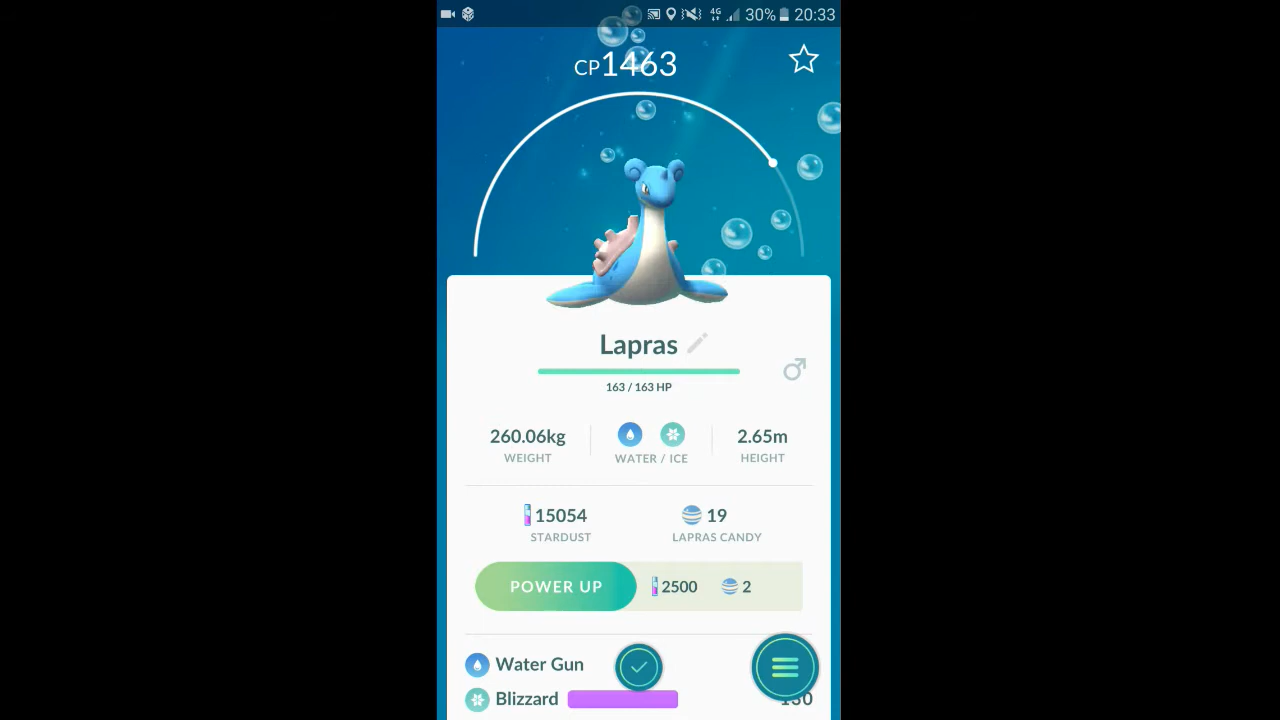 4G 30% 20:33
CP1463
Lapras
163 / 163 HP
260.06kg 2.65m
WEIGHT WATER / ICE HEIGHT
15054 19
STARDUST LAPRAS CANDY
POWER UP 2500 2
Water Gun
Blizzard